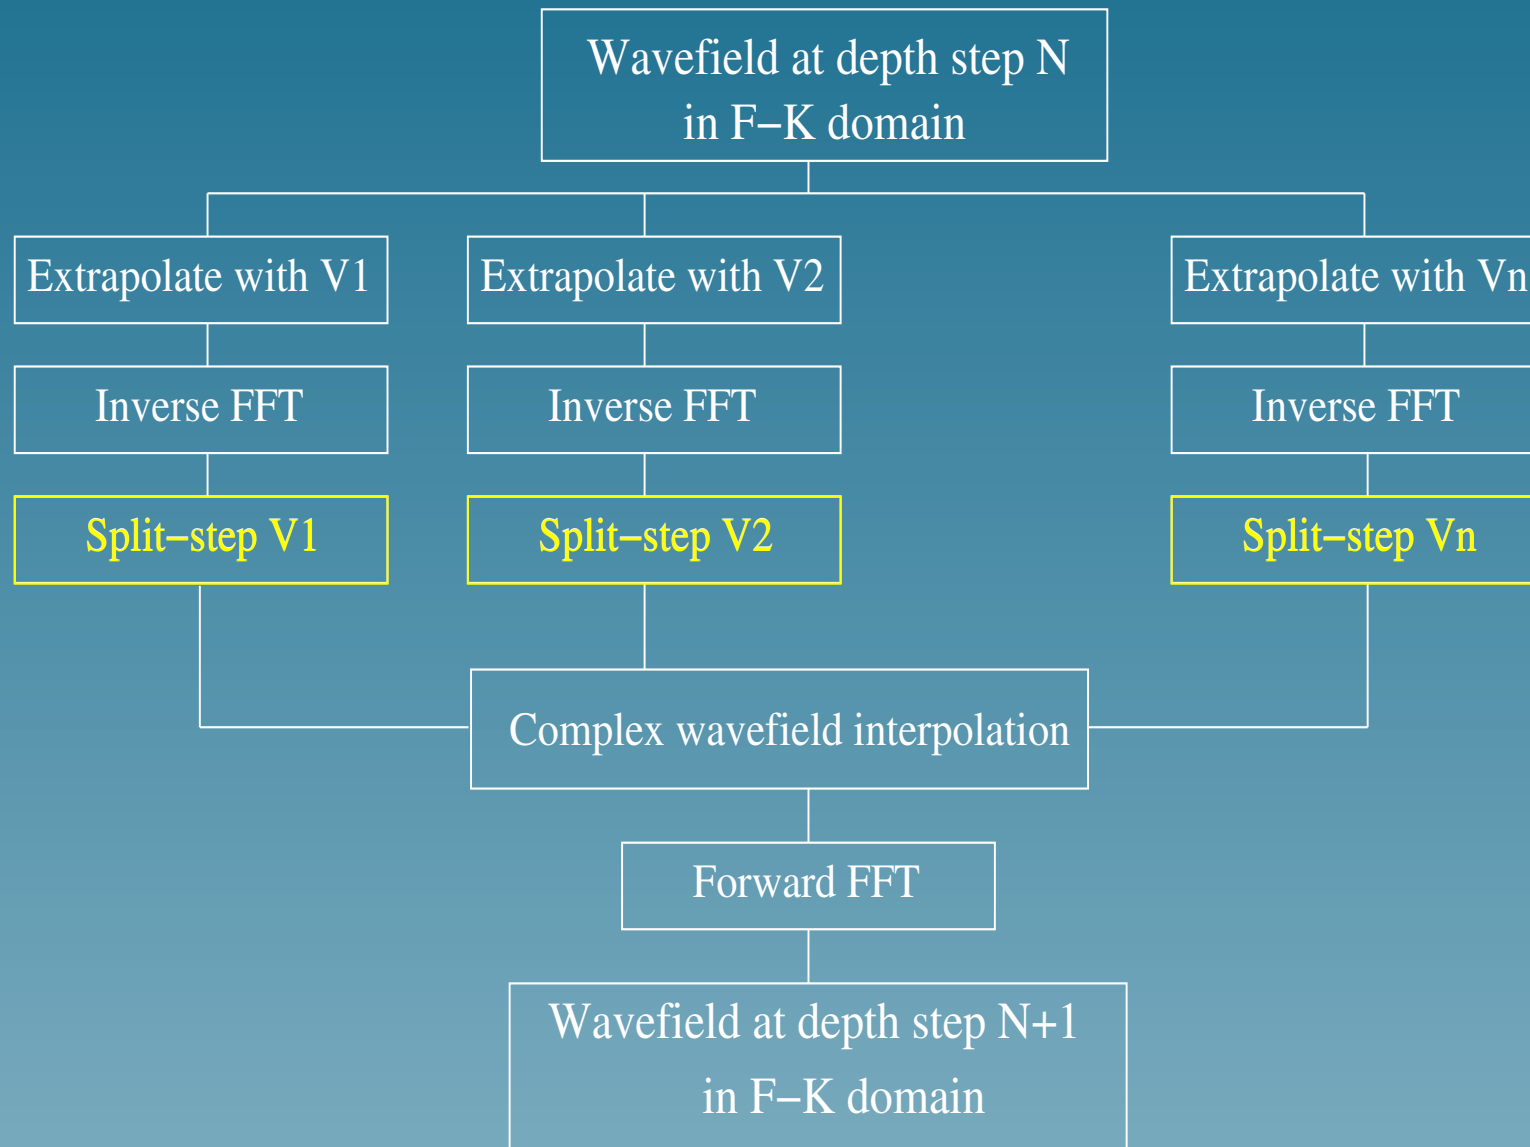 Wavefield at depth step N
in F−K domain
Extrapolate with V1
Extrapolate with V2
Extrapolate with Vn
Inverse FFT
Inverse FFT
Inverse FFT
Split−step V1
Split−step V2
Split−step Vn
Complex wavefield interpolation
Forward FFT
Wavefield at depth step N+1
in F−K domain